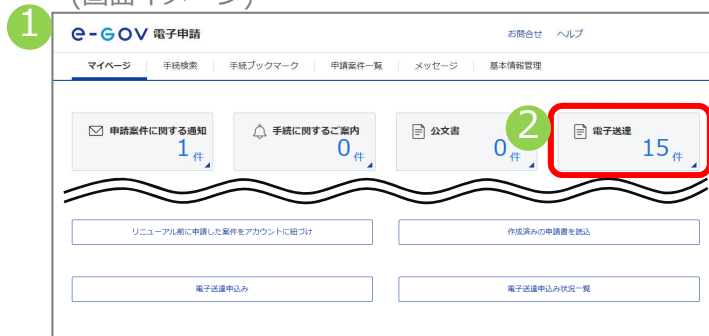 (画面イメージ)
1
e-GOV 電子申請
お問合せ ヘルプ
マイページ 手続検索 手続ブックマーク 申請案件一覧 メッセージ 基本情報管理
2
申請案件に関する通知 手続に関するご案内 公文書 電子送達
1件 0件 0件 15件
リニューアル前に申請した案件をアカウントに紐づけ 作成済みの申請書を読込
電子送達申込み 電子送達申込み状況一覧